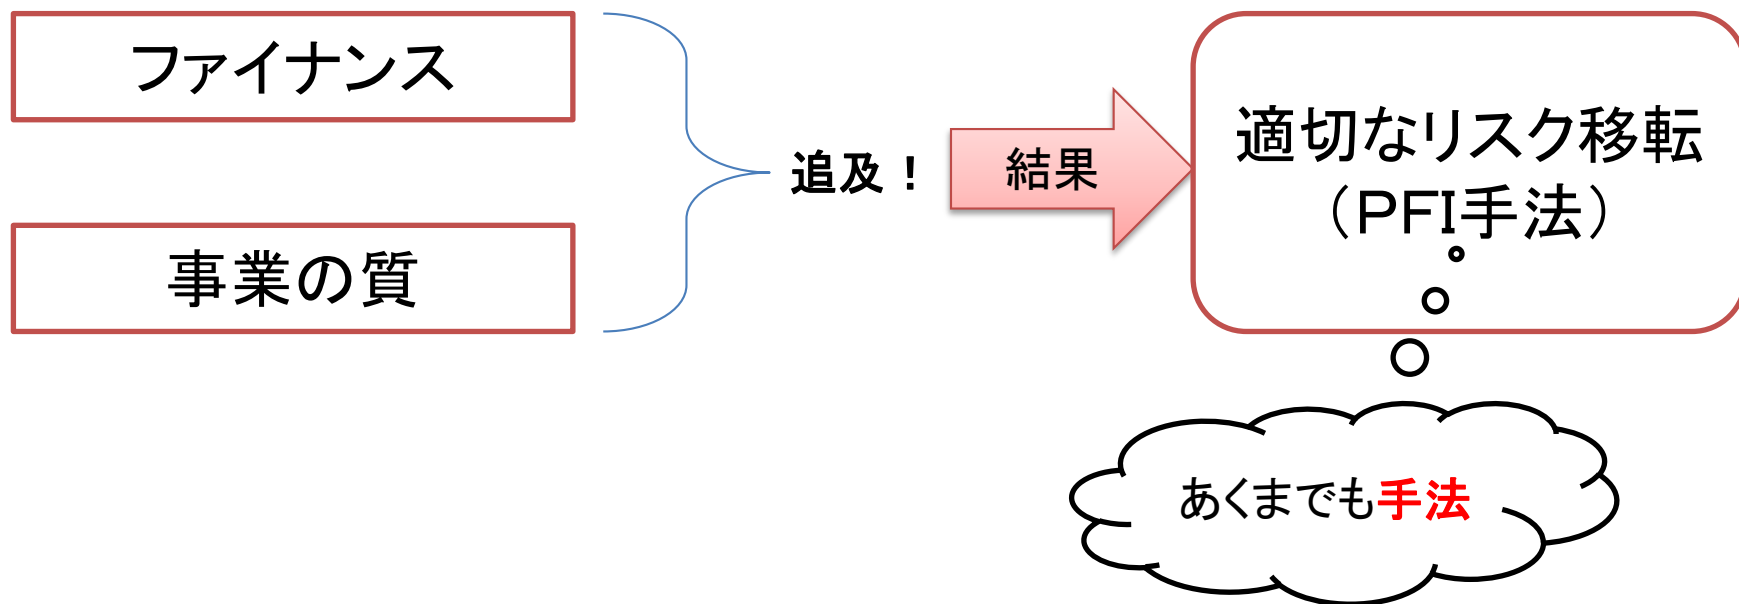 ファイナンス
事業の質
追及！
結果
適切なリスク移転
（ＰＦＩ手法）
あくまでも手法